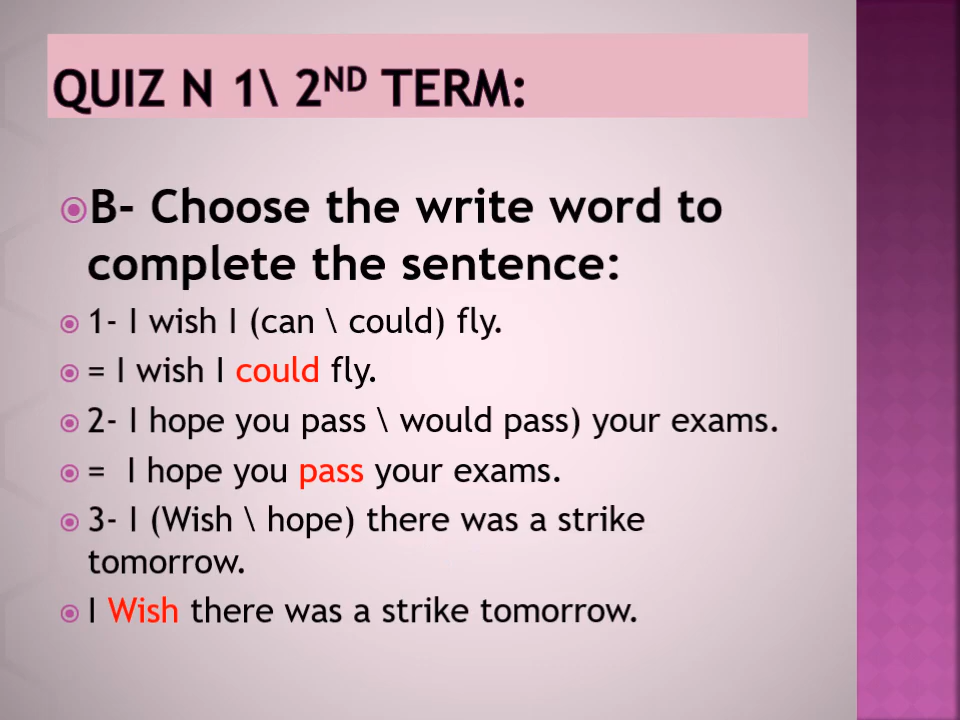 QUIZ N 1\ 2ND TERM:
B- Choose the write word to
complete the sentence:
1- I wish I (can \ could) fly.
= I wish I could fly.
2- I hope you pass \ would pass) your exams.
= I hope you pass your exams.
3- I (Wish \ hope) there was a strike
tomorrow.
I Wish there was a strike tomorrow.